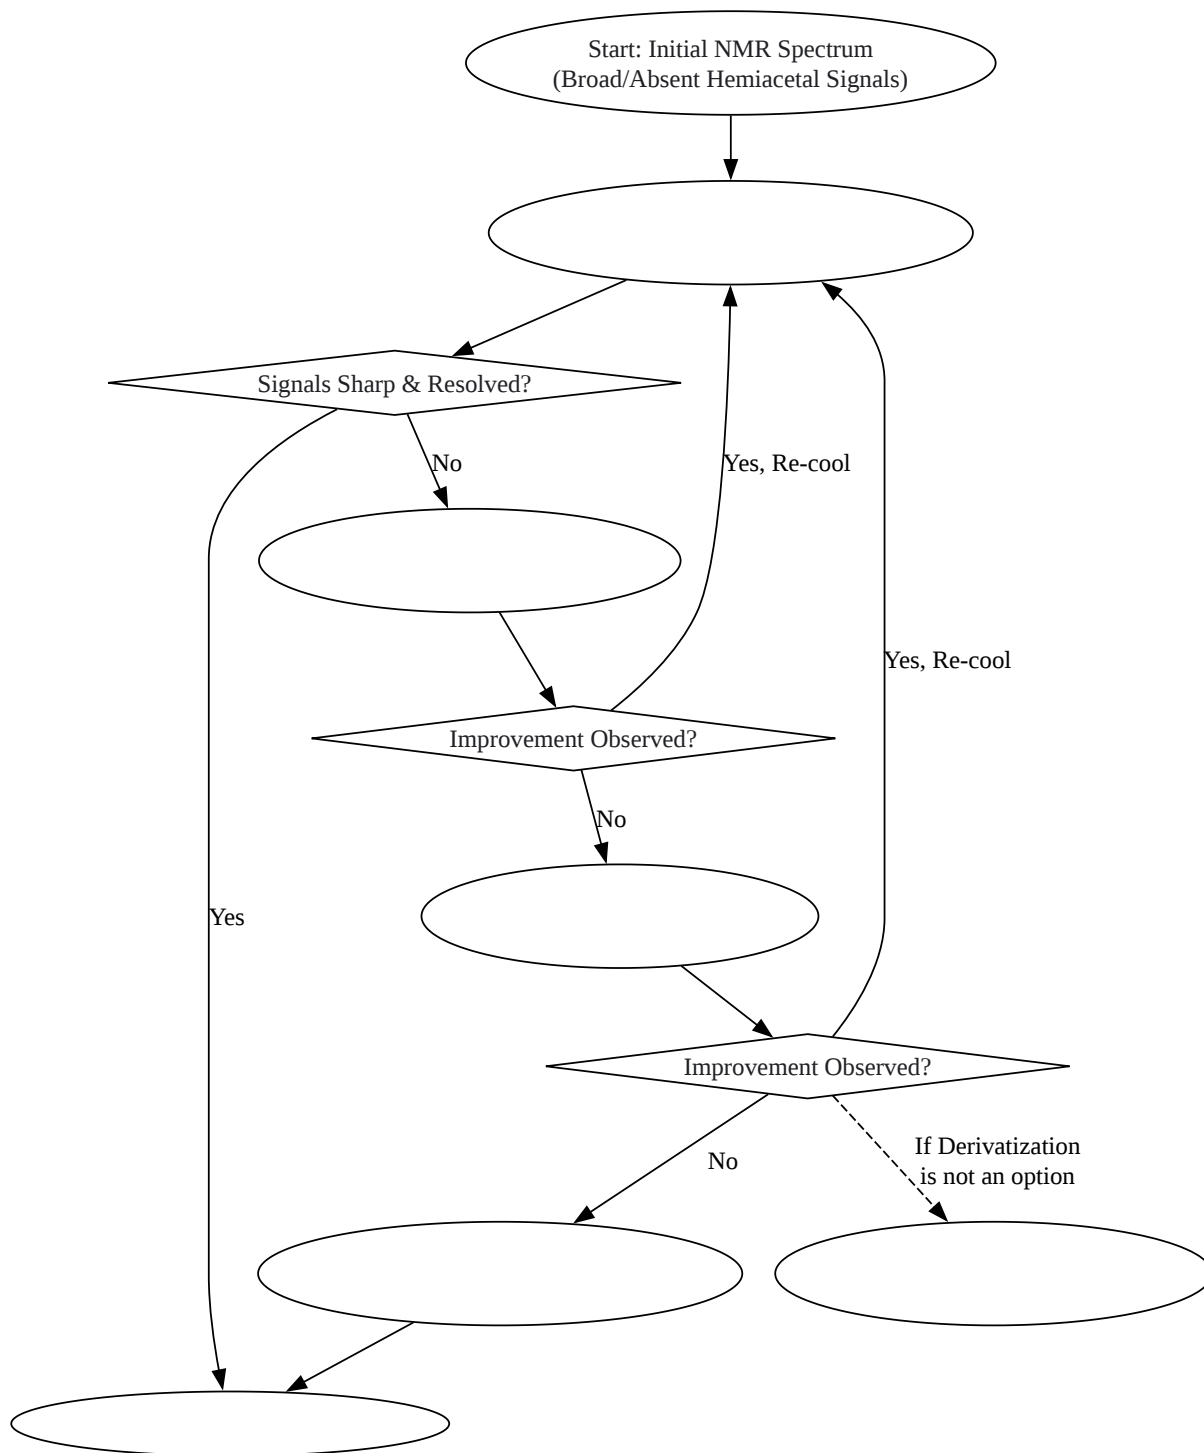 Start: Initial NMR Spectrum
(Broad/Absent Hemiacetal Signals)
Signals Sharp & Resolved?
No
Yes, Re-cool
Yes, Re-cool
Improvement Observed?
No
Yes
Improvement Observed?
If Derivatization
is not an option
No